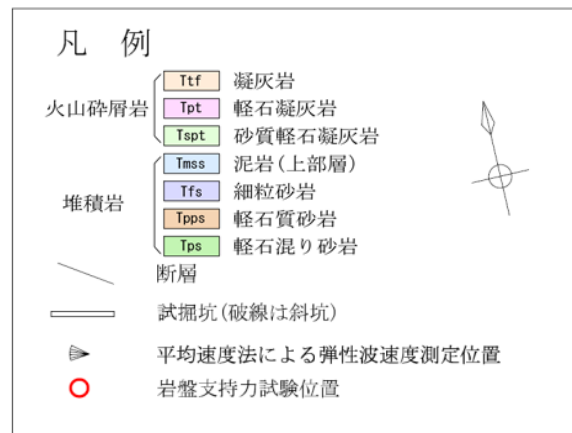 凡 例
火山砕屑岩
Ttf 凝灰岩
Tpt 軽石凝灰岩
Tspt 砂質軽石凝灰岩
堆積岩
Tmss 泥岩(上部層)
Tfs 細粒砂岩
Tpps 軽石質砂岩
Tps 軽石混り砂岩
断層
試掘坑(破線は斜坑)
平均速度法による弾性波速度測定位置
岩盤支持力試験位置